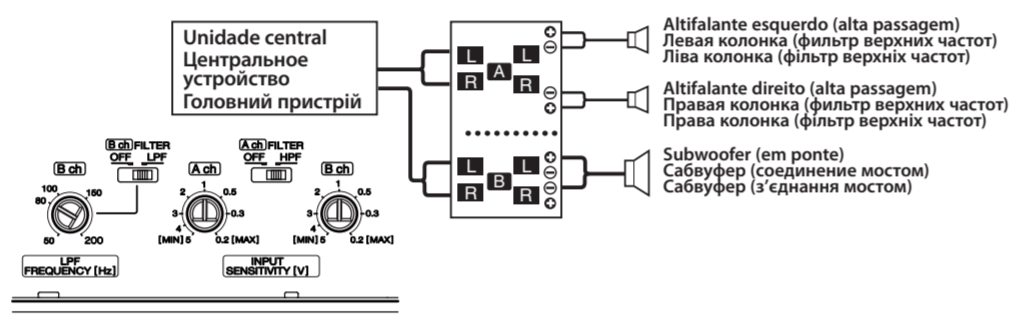 Unidade central
Центральное
устройство
Головний пристрій
L
R
A
L
R
L
R
B
L
R
Altifalante esquerdo (alta passagem)
Левая колонка (фильтр верхних частот)
Ліва колонка (фільтр верхніх частот)
Altifalante direito (alta passagem)
Правая колонка (фильтр верхних частот)
Права колонка (фільтр верхніх частот)
Subwoofer (em ponte)
Сабвуфер (соединение мостом)
Сабвуфер (з’єднання мостом)
B ch FILTER
OFF LPF
A ch FILTER
OFF HPF
B ch
100
150
80
50
200
A ch
1
2
0.5
3
0.3
4
[MIN] 5
0.2 [MAX]
B ch
1
2
0.5
3
0.3
4
[MIN] 5
0.2 [MAX]
LPF
FREQUENCY [Hz]
INPUT
SENSITIVITY [V]